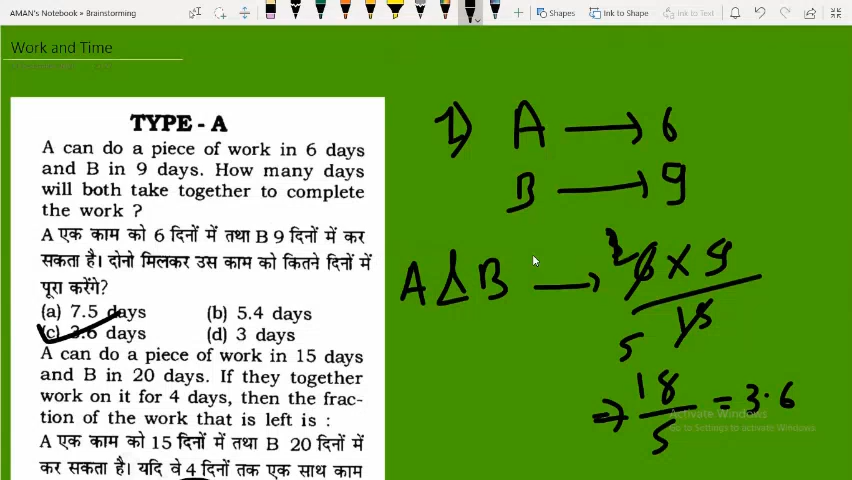 AMAN's Notebook » Brainstorming
Shapes
Ink to Shape
Ink to Text
Work and Time
TYPE - A
A can do a piece of work in 6 days
and B in 9 days. How many days
will both take together to complete
the work ?
A एक काम को 6 दिनों में तथा B 9 दिनों में कर
सकता है। दोनो मिलकर उस काम को कितने दिनों में
पूरा करेंगे?
(a) 7.5 days (b) 5.4 days
(c) 3.6 days (d) 3 days
A can do a piece of work in 15 days
and B in 20 days. If they together
work on it for 4 days, then the frac-
tion of the work that is left is :
A एक काम को 15 दिनों में तथा B 20 दिनों में
कर सकता है। यदि वे 4 दिनों तक एक साथ काम
1) A → 6
B → 9
A & B → 6 × 9
2
15
5
⇒ 18/5 = 3.6
Activate Windows
Go to Settings to activate Windows.